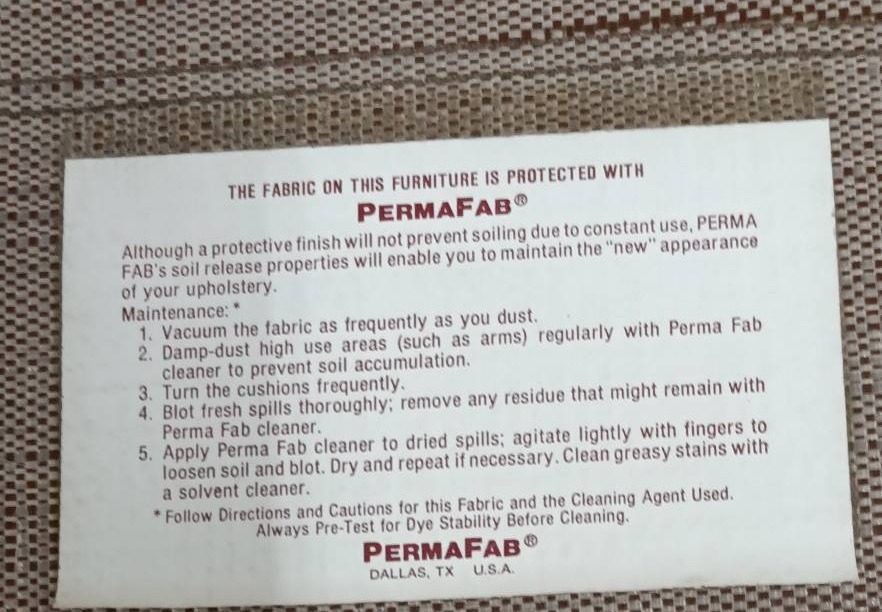 THE FABRIC ON THIS FURNITURE IS PROTECTED WITH
PERMAFAB®
Although a protective finish will not prevent soiling due to constant use, PERMA
FAB's soil release properties will enable you to maintain the "new" appearance
of your upholstery.
Maintenance: *
1. Vacuum the fabric as frequently as you dust.
2. Damp-dust high use areas (such as arms) regularly with Perma Fab
cleaner to prevent soil accumulation.
3. Turn the cushions frequently.
4. Blot fresh spills thoroughly; remove any residue that might remain with
Perma Fab cleaner.
5. Apply Perma Fab cleaner to dried spills; agitate lightly with fingers to
loosen soil and blot. Dry and repeat if necessary. Clean greasy stains with
a solvent cleaner.
* Follow Directions and Cautions for this Fabric and the Cleaning Agent Used.
Always Pre-Test for Dye Stability Before Cleaning.
PERMAFAB®
DALLAS, TX U.S.A.